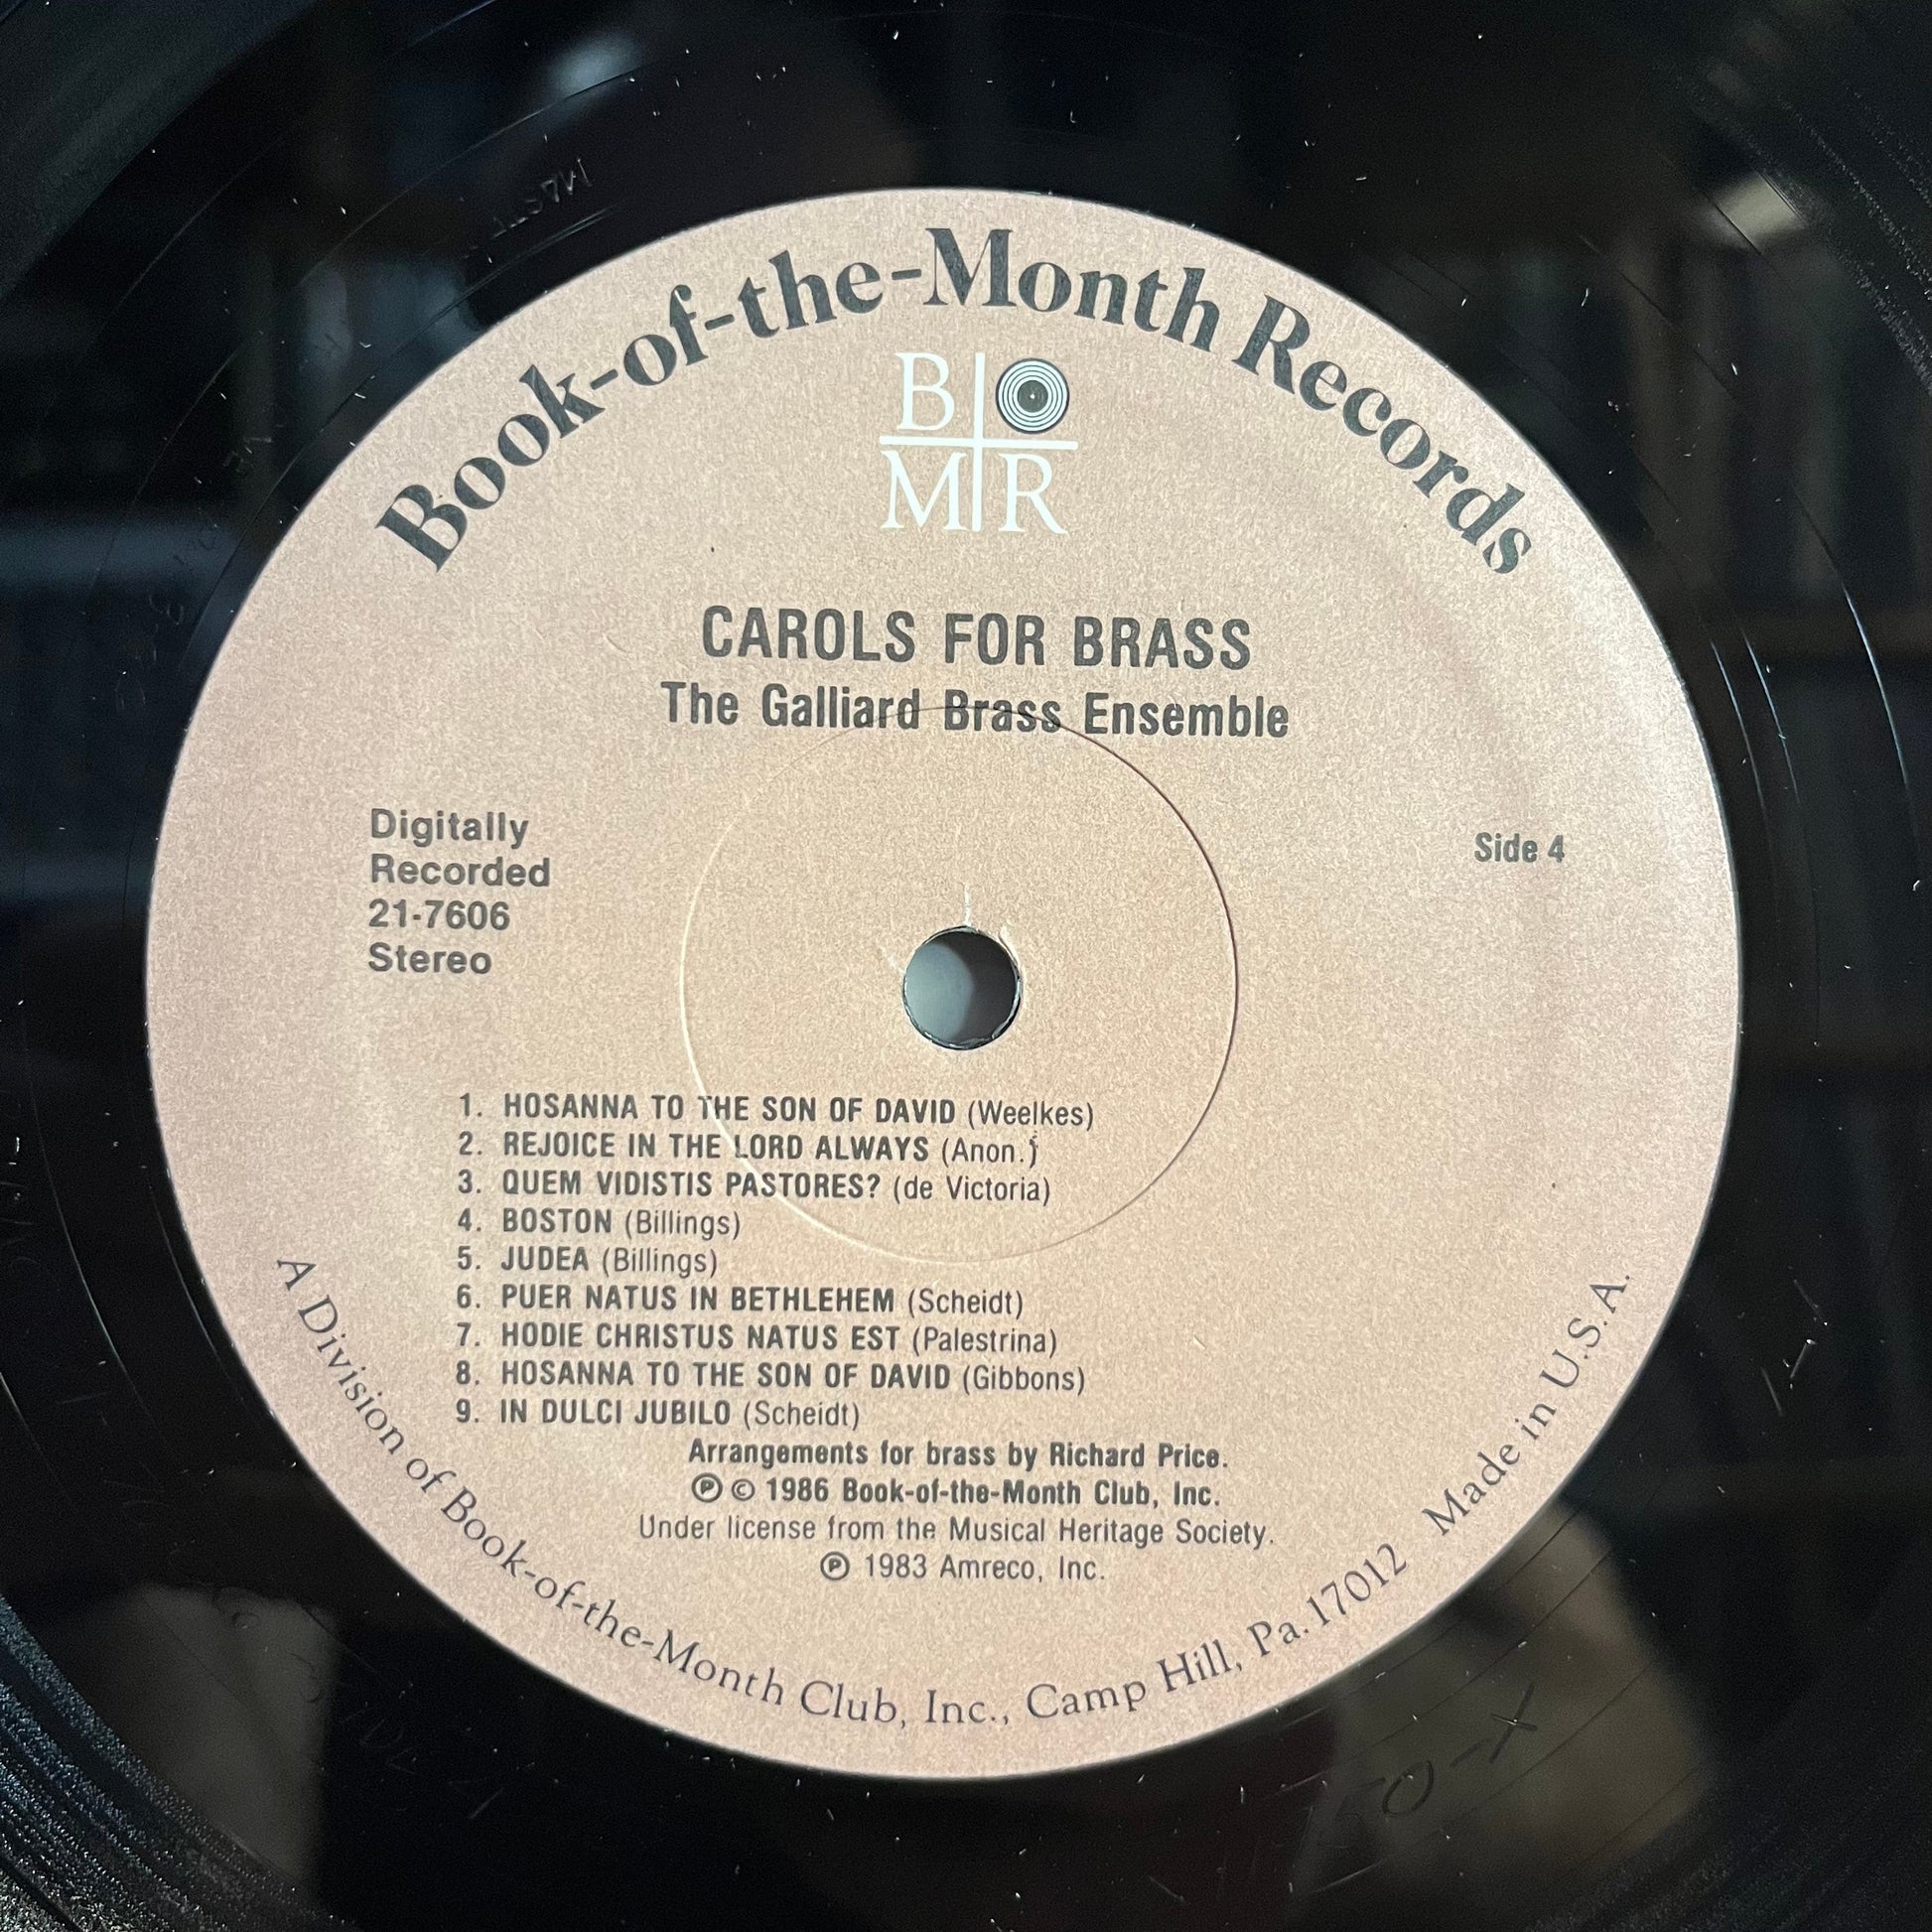 Book-of-the-Month Records
B
M R
CAROLS FOR BRASS
The Galliard Brass Ensemble
Digitally
Recorded
21-7606
Stereo
Side 4
1. HOSANNA TO THE SON OF DAVID (Weelkes)
2. REJOICE IN THE LORD ALWAYS (Anon.)
3. QUEM VIDISTIS PASTORES? (de Victoria)
4. BOSTON (Billings)
5. JUDEA (Billings)
6. PUER NATUS IN BETHLEHEM (Scheidt)
7. HODIE CHRISTUS NATUS EST (Palestrina)
8. HOSANNA TO THE SON OF DAVID (Gibbons)
9. IN DULCI JUBILO (Scheidt)
Arrangements for brass by Richard Price.
℗ © 1986 Book-of-the-Month Club, Inc.
Under license from the Musical Heritage Society.
℗ 1983 Amreco, Inc.
A Division of Book-of-the-Month Club, Inc., Camp Hill, Pa. 17012 Made in U.S.A.